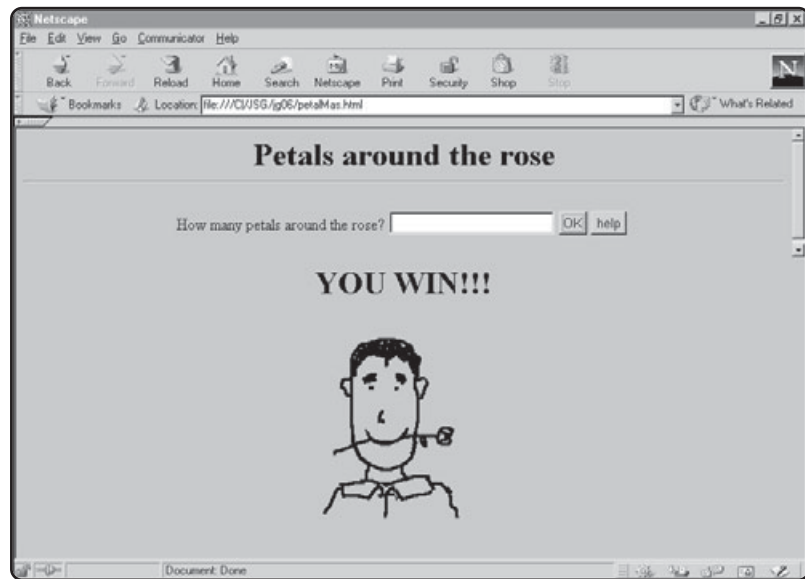 Netscape
File Edit View Go Communicator Help
Back Forward Reload Home Search Netscape Print Security Shop Stop
Bookmarks Location: file:///C|/JSG/jg06/petalMas.html What's Related
Petals around the rose
How many petals around the rose? OK help
YOU WIN!!!
Document: Done